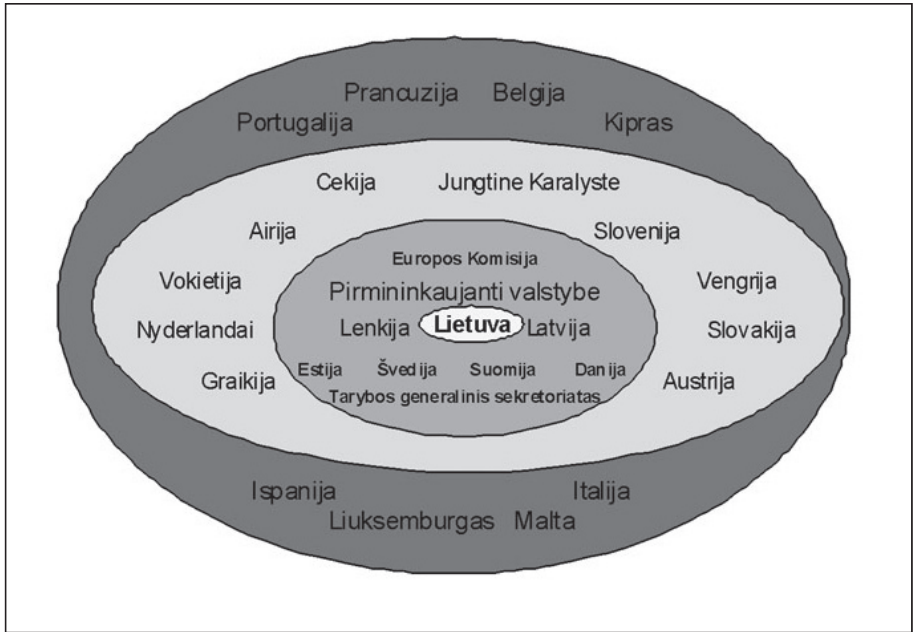 Prancuzija Belgija
Portugalija Kipras
Cekija Jungtine Karalyste
Airija Slovenija
Europos Komisija
Vokietija Vengrija
Pirmininkaujanti valstybe
Nyderlandai Lenkija Lietuva Latvija Slovakija
Estija Švedija Suomija Danija
Graikija Austrija
Tarybos generalinis sekretoriatas
Ispanija Italija
Liuksemburgas Malta